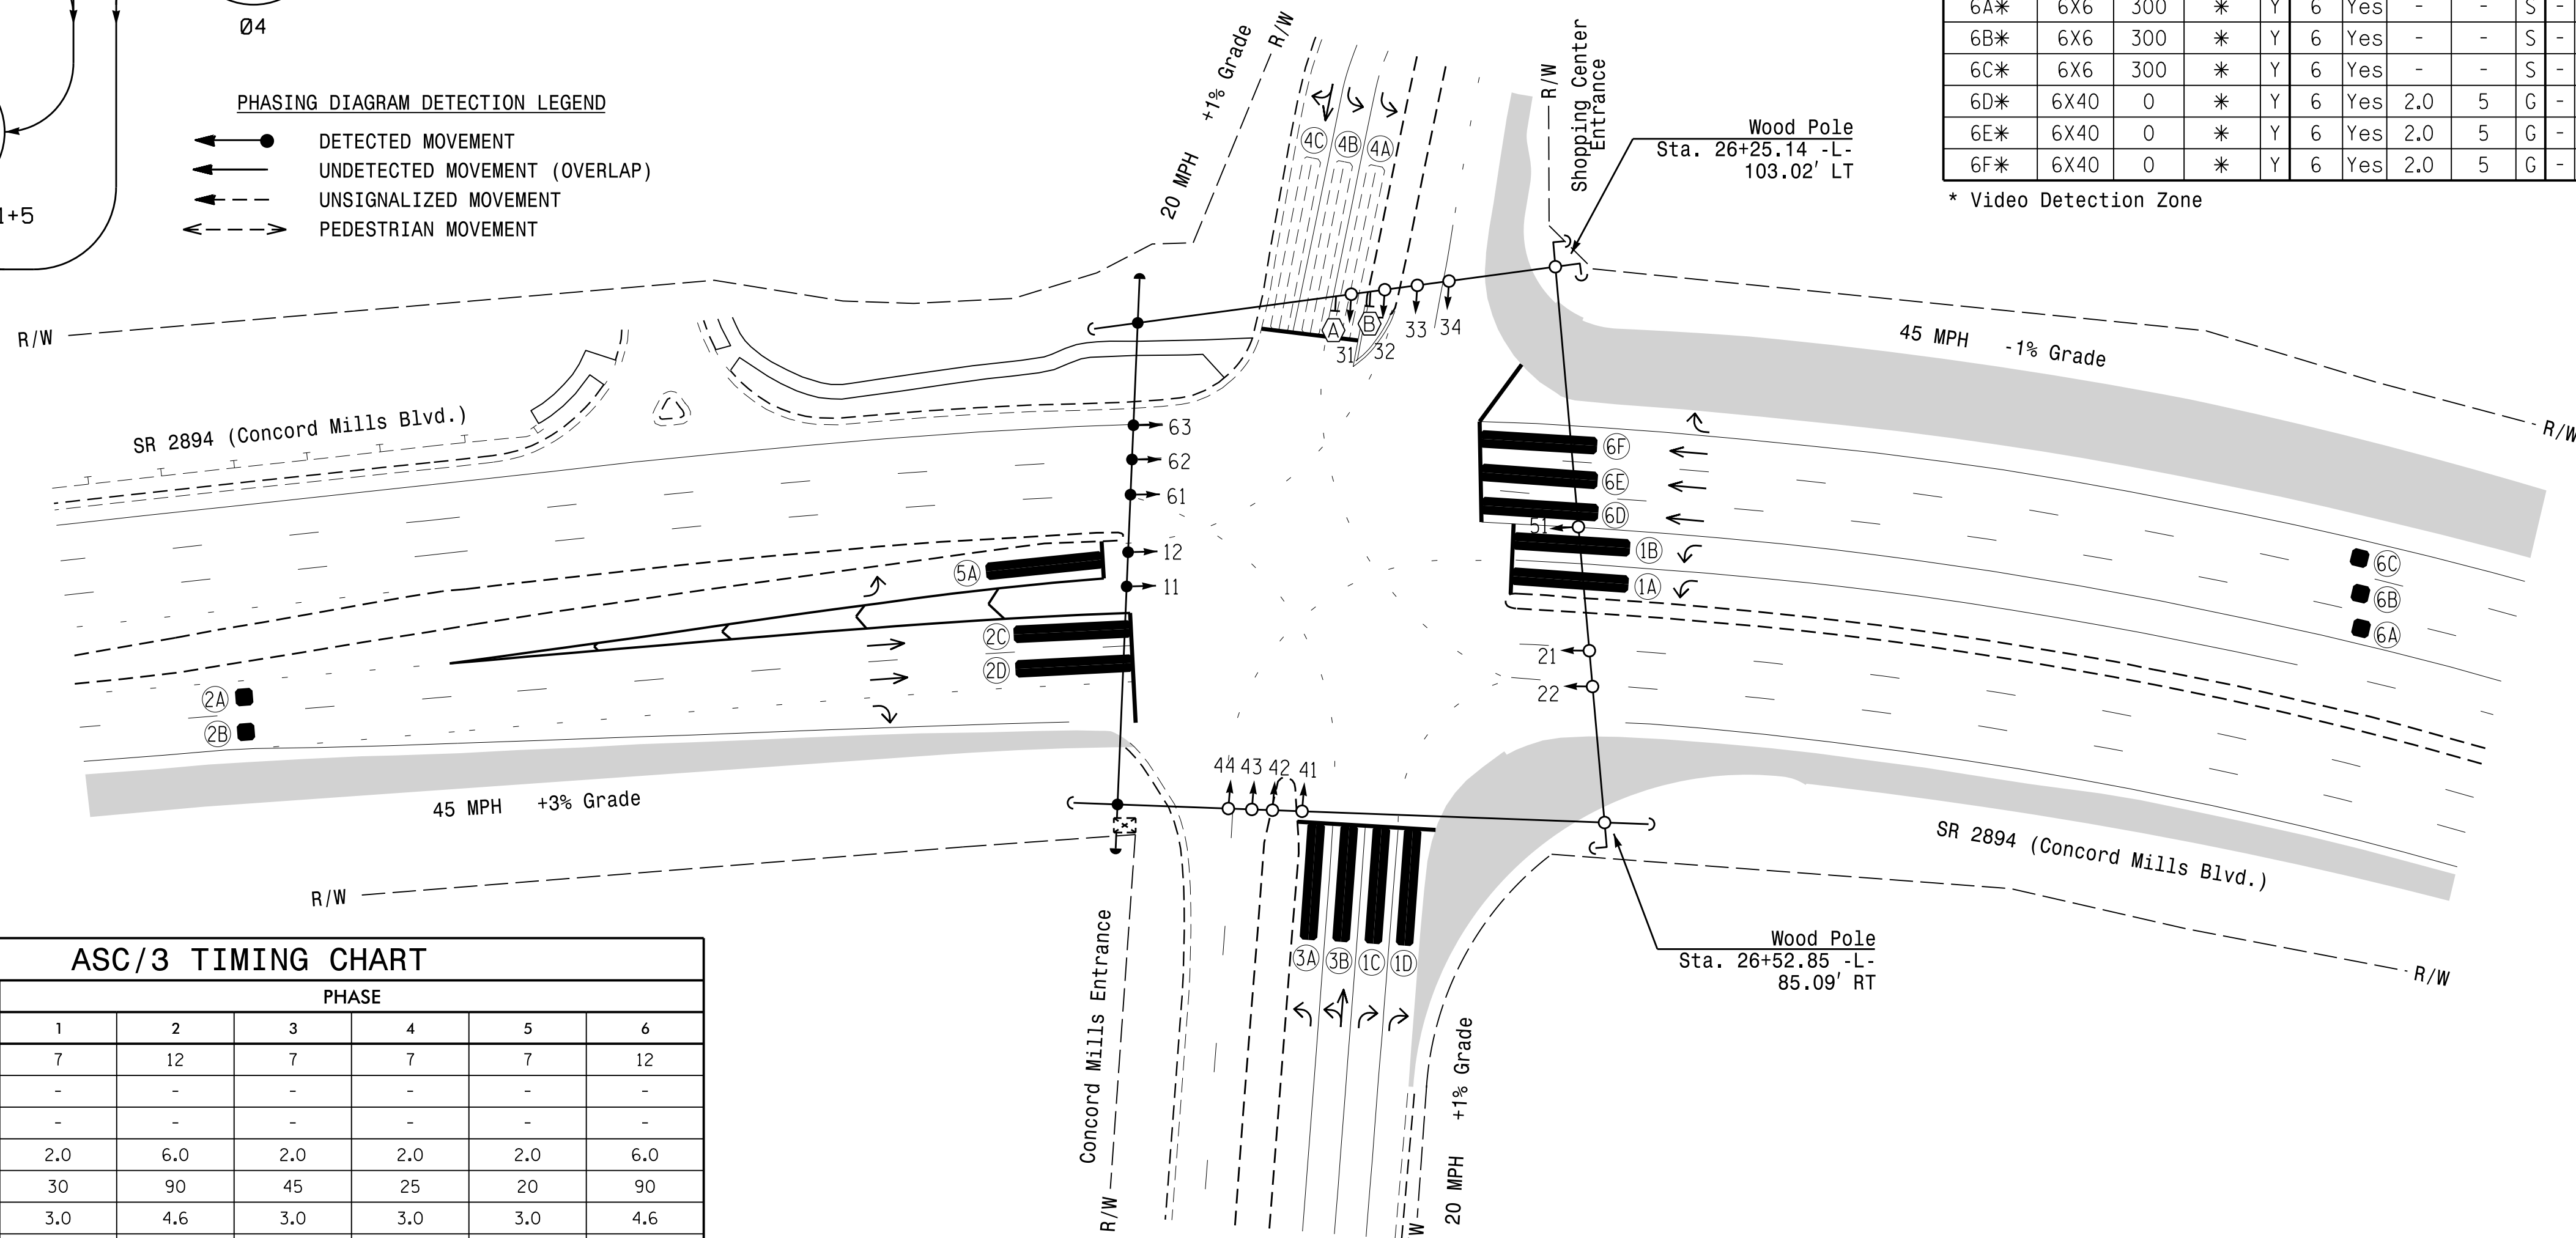 Ø4
1+5
PHASING DIAGRAM DETECTION LEGEND
DETECTED MOVEMENT
UNDETECTED MOVEMENT (OVERLAP)
UNSIGNALIZED MOVEMENT
PEDESTRIAN MOVEMENT
6A* 6X6 300 * Y 6 Yes - - S -
6B* 6X6 300 * Y 6 Yes - - S -
6C* 6X6 300 * Y 6 Yes - - S -
6D* 6X40 0 * Y 6 Yes 2.0 5 G -
6E* 6X40 0 * Y 6 Yes 2.0 5 G -
6F* 6X40 0 * Y 6 Yes 2.0 5 G -
* Video Detection Zone
20 MPH +1% Grade
R/W
R/W
Shopping Center
Entrance
Wood Pole
Sta. 26+25.14 -L-
103.02' LT
4C 4B 4A
A B
31 32 33 34
R/W
45 MPH -1% Grade
R/W
SR 2894 (Concord Mills Blvd.)
63
62
61
12
11
6F
6E
6D
51
1B
1A
6C
6B
6A
5A
2C
2D
2A
2B
21
22
44 43 42 41
45 MPH +3% Grade
SR 2894 (Concord Mills Blvd.)
R/W
R/W
3A 3B 1C 1D
Wood Pole
Sta. 26+52.85 -L-
85.09' RT
Concord Mills Entrance
R/W
20 MPH +1% Grade
W
ASC/3 TIMING CHART
PHASE
1 2 3 4 5 6
7 12 7 7 7 12
- - - - - -
- - - - - -
2.0 6.0 2.0 2.0 2.0 6.0
30 90 45 25 20 90
3.0 4.6 3.0 3.0 3.0 4.6